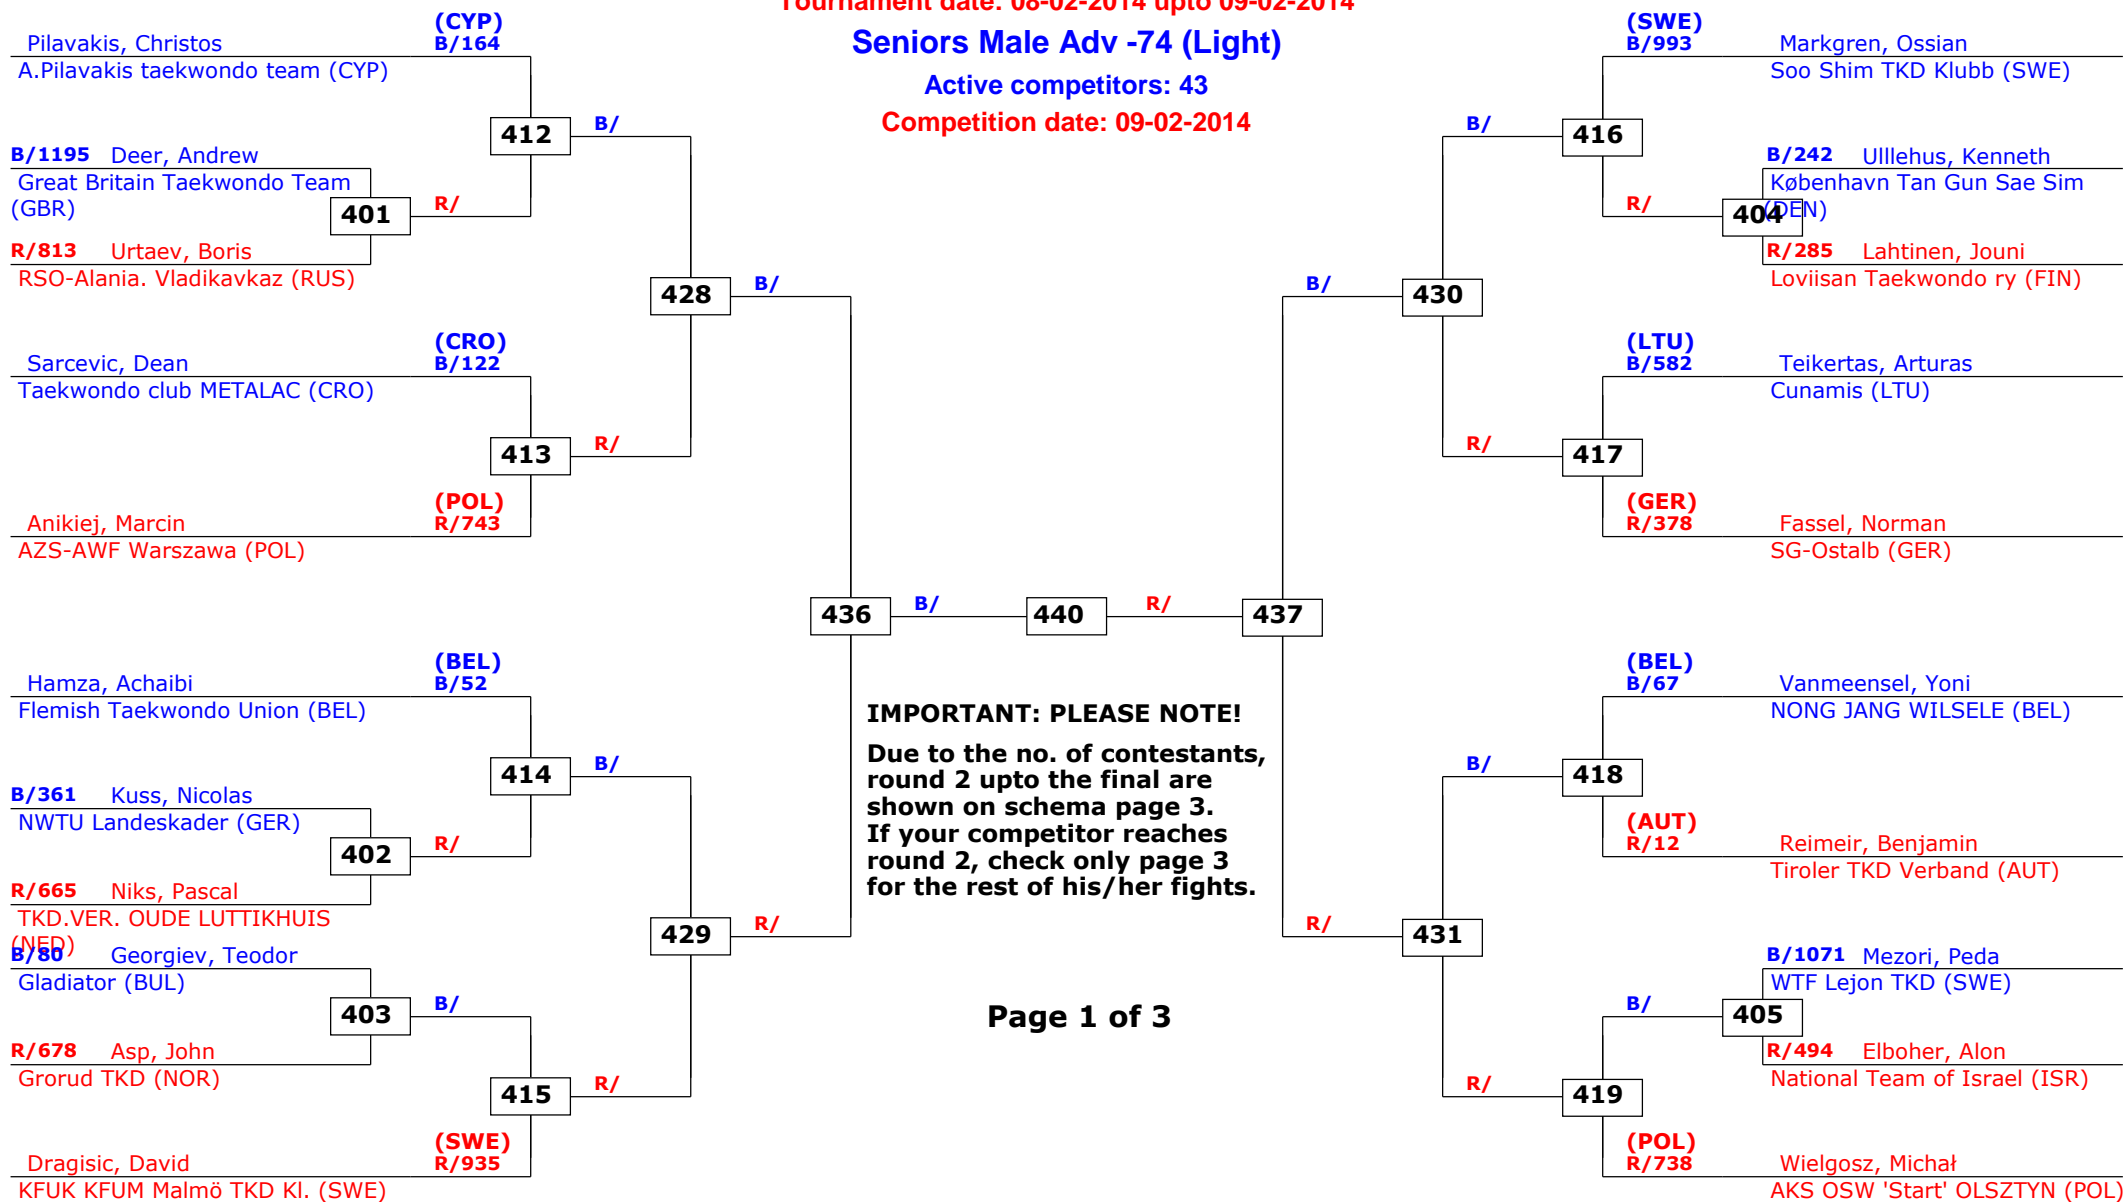 Tournament date: 08-02-2014 upto 09-02-2014
Seniors Male Adv -74 (Light)
Active competitors: 43
Competition date: 09-02-2014
(CYP)
Pilavakis, Christos B/164
A.Pilavakis taekwondo team (CYP)
412
B/
B/1195 Deer, Andrew
Great Britain Taekwondo Team
(GBR)
401
R/
R/813 Urtaev, Boris
RSO-Alania. Vladikavkaz (RUS)
428
B/
(CRO)
Sarcevic, Dean B/122
Taekwondo club METALAC (CRO)
413
R/
(POL)
Anikiej, Marcin R/743
AZS-AWF Warszawa (POL)
436
B/
440
R/
437
(BEL)
Hamza, Achaibi B/52
Flemish Taekwondo Union (BEL)
414
B/
B/361 Kuss, Nicolas
NWTU Landeskader (GER)
402
R/
R/665 Niks, Pascal
TKD.VER. OUDE LUTTIKHUIS
(NED)
429
R/
B/80 Georgiev, Teodor
Gladiator (BUL)
403
B/
R/678 Asp, John
Grorud TKD (NOR)
415
R/
(SWE)
Dragisic, David R/935
KFUK KFUM Malmö TKD Kl. (SWE)
IMPORTANT: PLEASE NOTE!
Due to the no. of contestants,
round 2 upto the final are
shown on schema page 3.
If your competitor reaches
round 2, check only page 3
for the rest of his/her fights.
Page 1 of 3
(SWE)
B/993 Markgren, Ossian
Soo Shim TKD Klubb (SWE)
B/
416
B/242 Ulllehus, Kenneth
København Tan Gun Sae Sim
(DEN)
R/
404
R/285 Lahtinen, Jouni
Loviisan Taekwondo ry (FIN)
B/
430
(LTU)
B/582 Teikertas, Arturas
Cunamis (LTU)
R/
417
(GER)
R/378 Fassel, Norman
SG-Ostalb (GER)
(BEL)
B/67 Vanmeensel, Yoni
NONG JANG WILSELE (BEL)
B/
418
(AUT)
R/12 Reimeir, Benjamin
Tiroler TKD Verband (AUT)
R/
431
B/1071 Mezori, Peda
WTF Lejon TKD (SWE)
B/
405
R/494 Elboher, Alon
National Team of Israel (ISR)
R/
419
(POL)
R/738 Wielgosz, Michał
AKS OSW 'Start' OLSZTYN (POL)